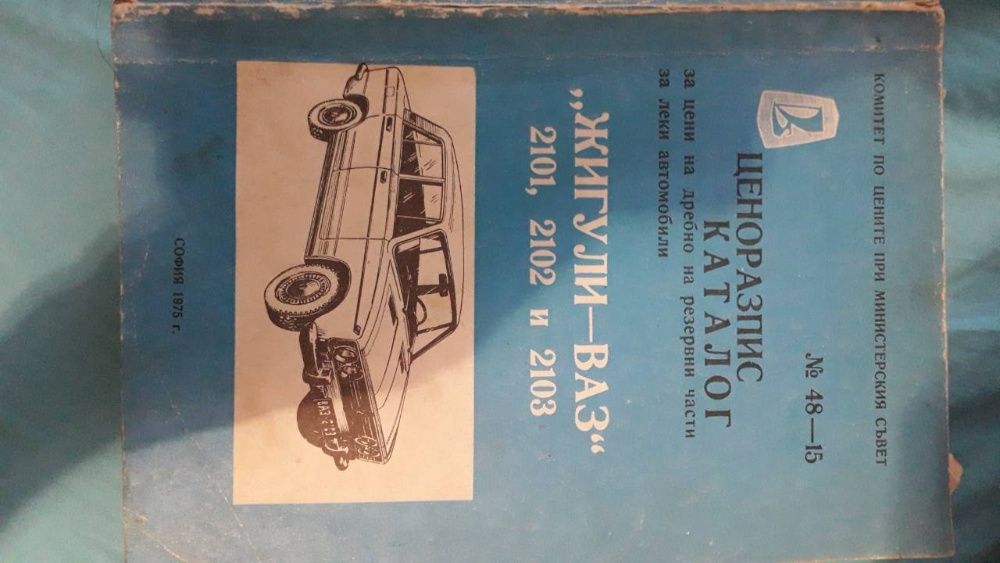 КОМИТЕТ ПО ЦЕНИТЕ ПРИ МИНИСТЕРСКИЯ СЪВЕТ
№ 48—15
ЦЕНОРАЗПИС
КАТАЛОГ
за цени на дребно на резервни части
за леки автомобили
„ЖИГУЛИ—ВАЗ“
2101, 2102 и 2103
СОФИЯ 1975 г.